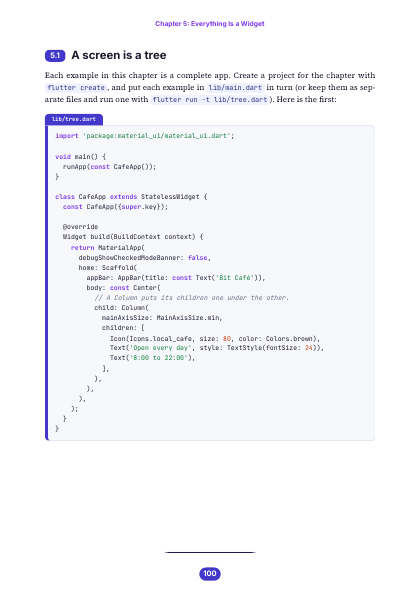 Chapter 5: Everything Is a Widget
5.1 A screen is a tree
Each example in this chapter is a complete app. Create a project for the chapter with
flutter create, and put each example in lib/main.dart in turn (or keep them as sep-
arate files and run one with flutter run -t lib/tree.dart). Here is the first:
lib/tree.dart
import 'package:material_ui/material_ui.dart';
void main() {
  runApp(const CafeApp());
}
class CafeApp extends StatelessWidget {
  const CafeApp({super.key});
  @override
  Widget build(BuildContext context) {
    return MaterialApp(
      debugShowCheckedModeBanner: false,
      home: Scaffold(
        appBar: AppBar(title: const Text('Bit Café')),
        body: const Center(
          // A Column puts its children one under the other.
          child: Column(
            mainAxisSize: MainAxisSize.min,
            children: [
              Icon(Icons.local_cafe, size: 80, color: Colors.brown),
              Text('Open every day', style: TextStyle(fontSize: 24)),
              Text('8:00 to 22:00'),
            ],
          ),
        ),
      ),
    );
  }
}
100